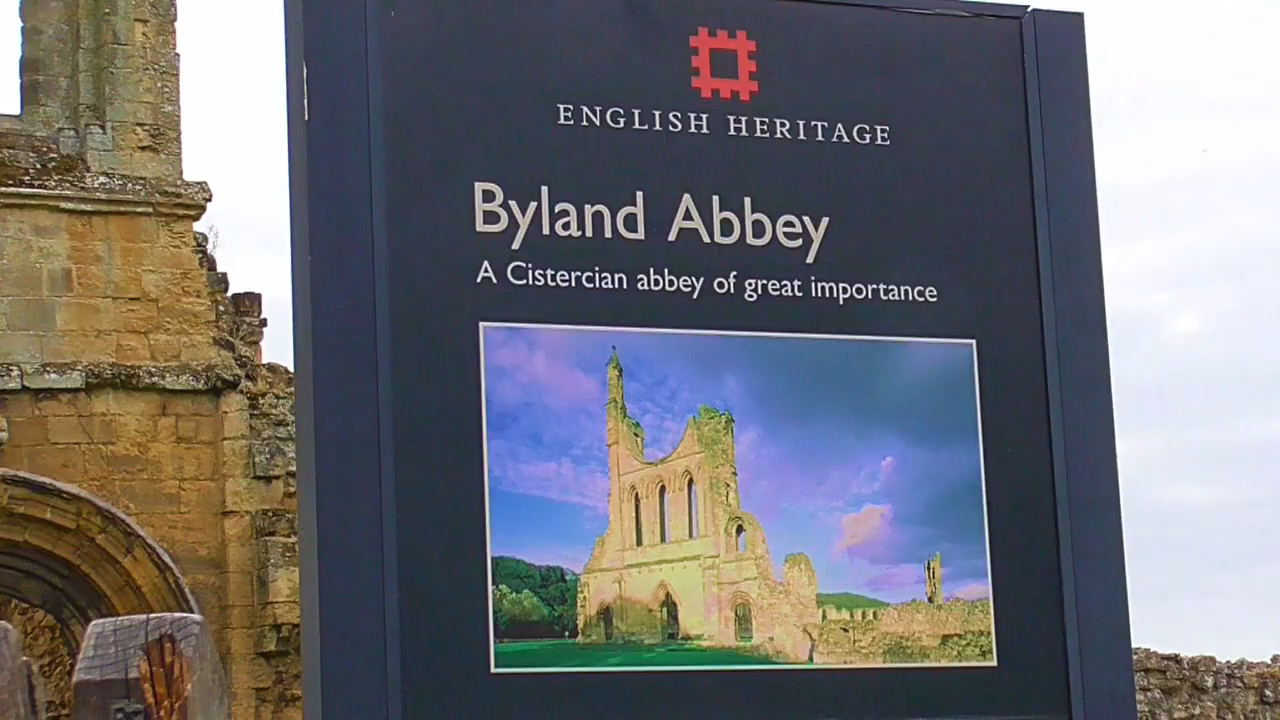 ENGLISH HERITAGE
Byland Abbey
A Cistercian abbey of great importance